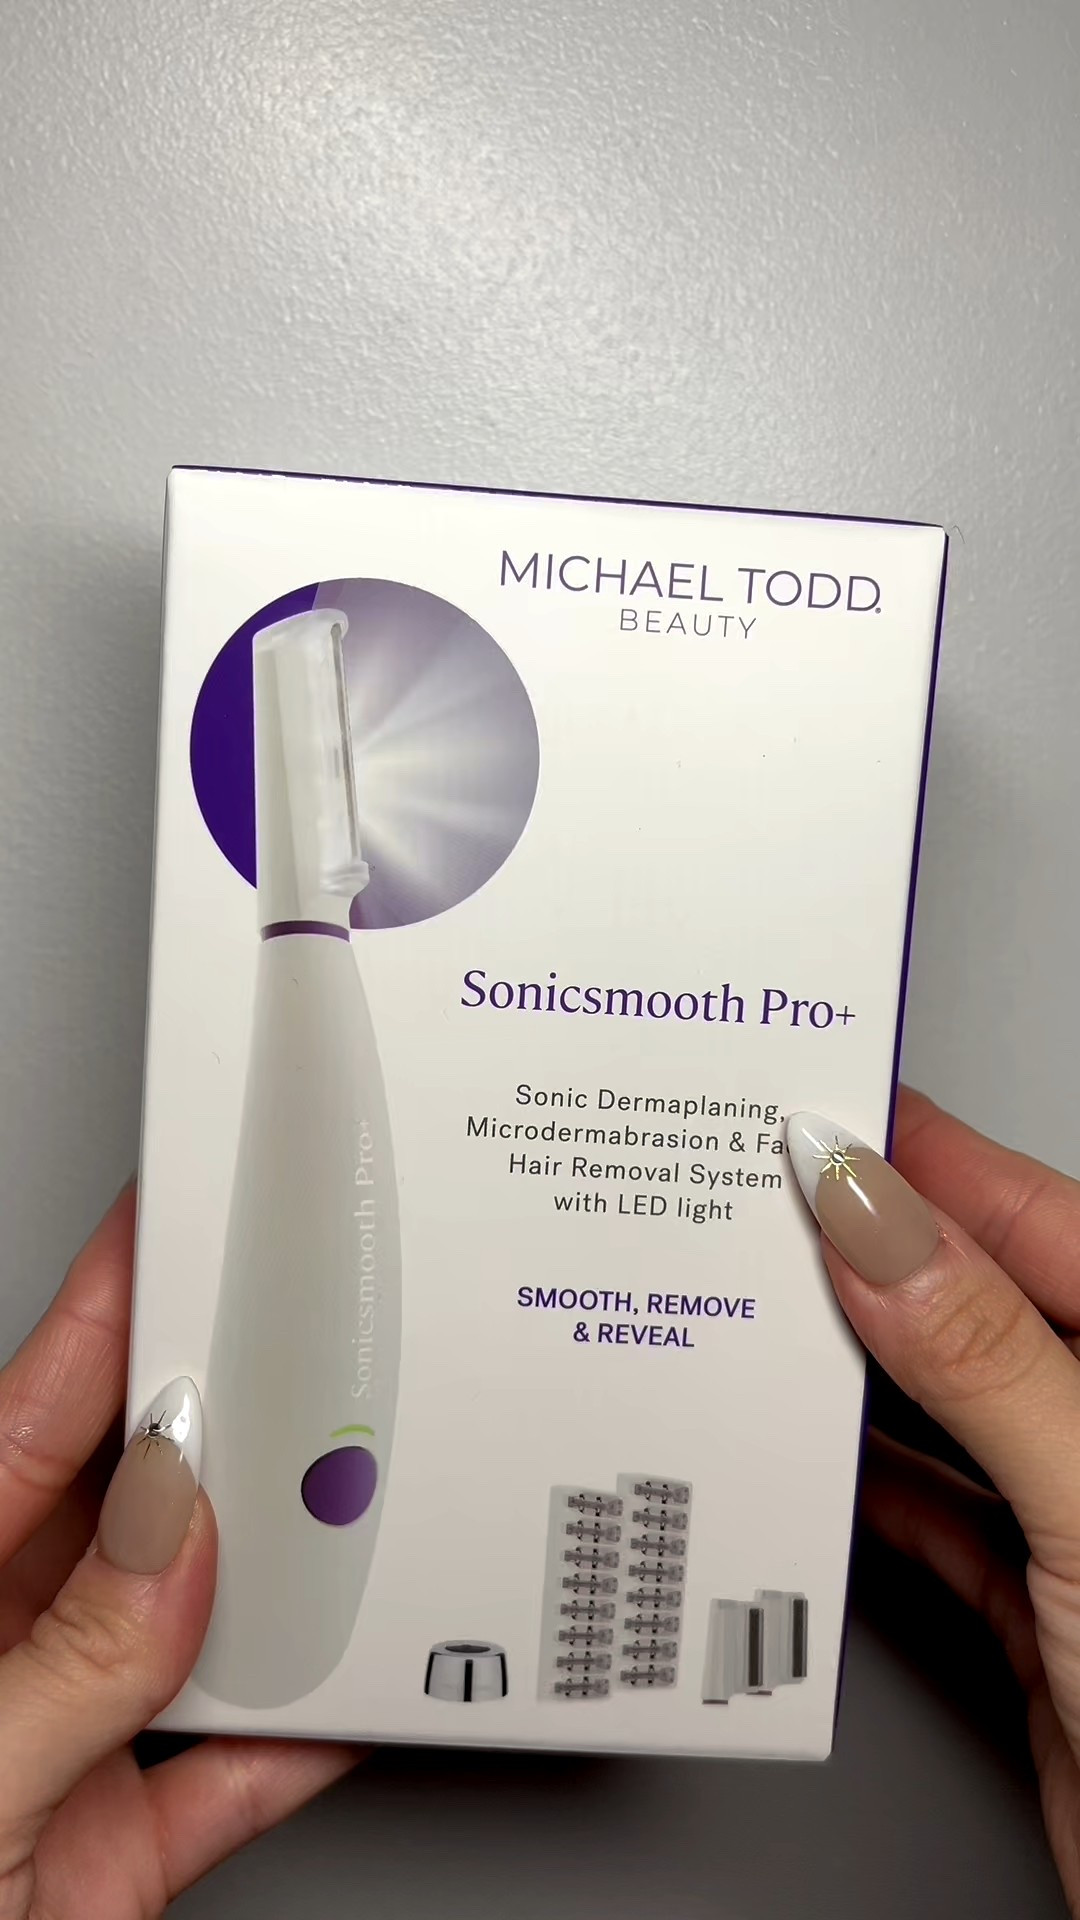 MICHAEL TODD
BEAUTY
Sonicsmooth Pro+
Sonic Dermaplaning,
Microdermabrasion &
Hair Removal System
with LED light
SMOOTH, REMOVE
& REVEAL
Sonicsmooth Pro+